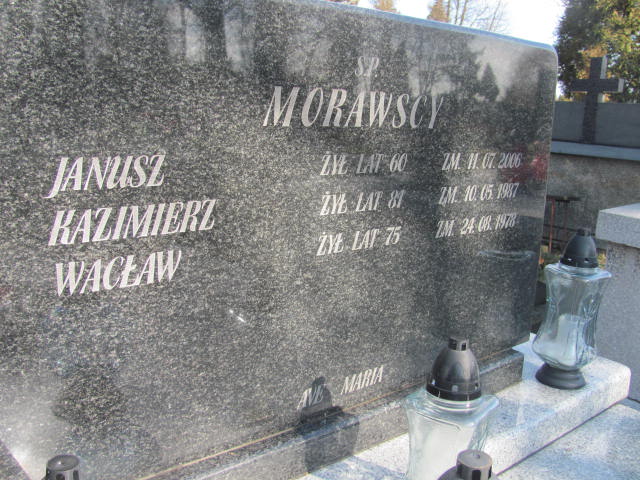 Ś.P.
MORAWSCY
JANUSZ ŻYŁ LAT 60 ZM. 11.07.2006
KAZIMIERZ ŻYŁ LAT 81 ZM. 10.05.1987
WACŁAW ŻYŁ LAT 75 ZM. 24.08.1978
AVE MARIA